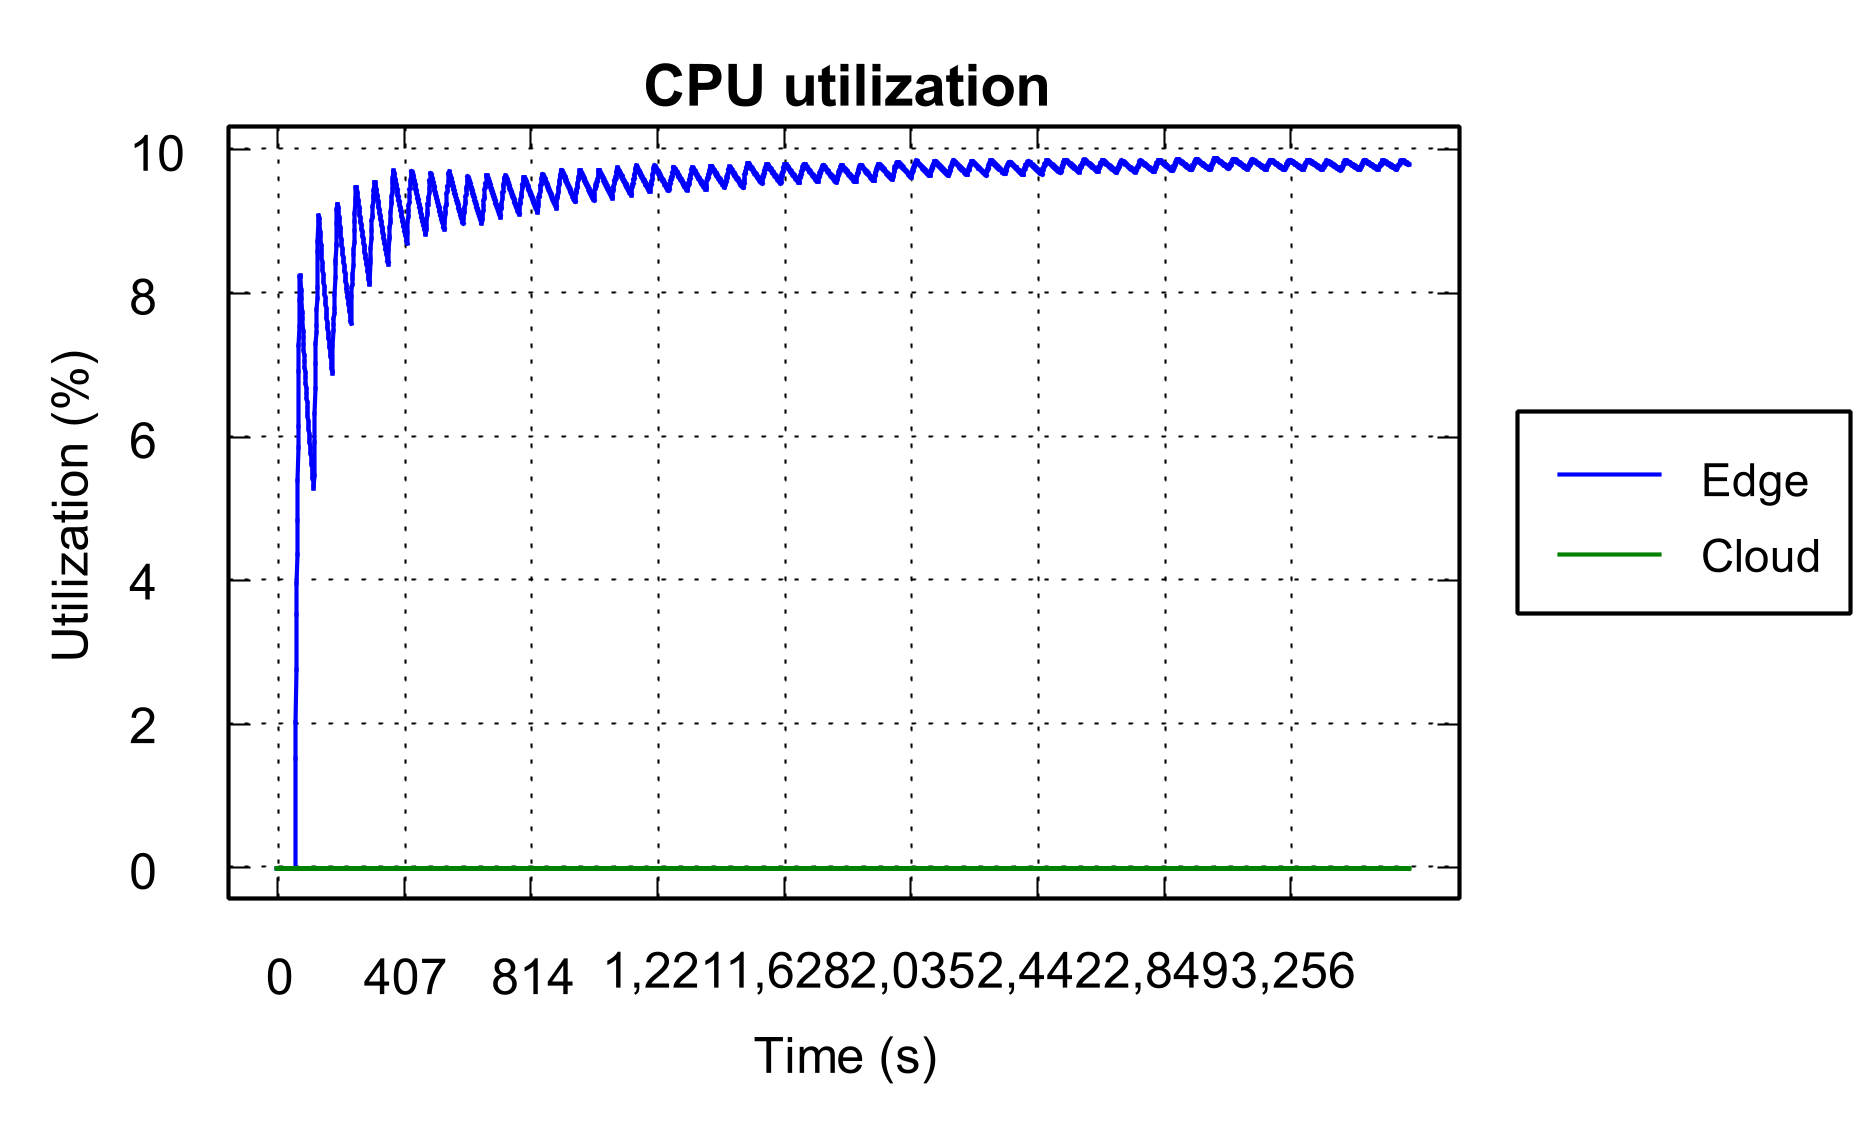 CPU utilization
10
8
6
4
2
0
Utilization (%)
Edge
Cloud
0 407 814 1,2211,6282,0352,4422,8493,256
Time (s)